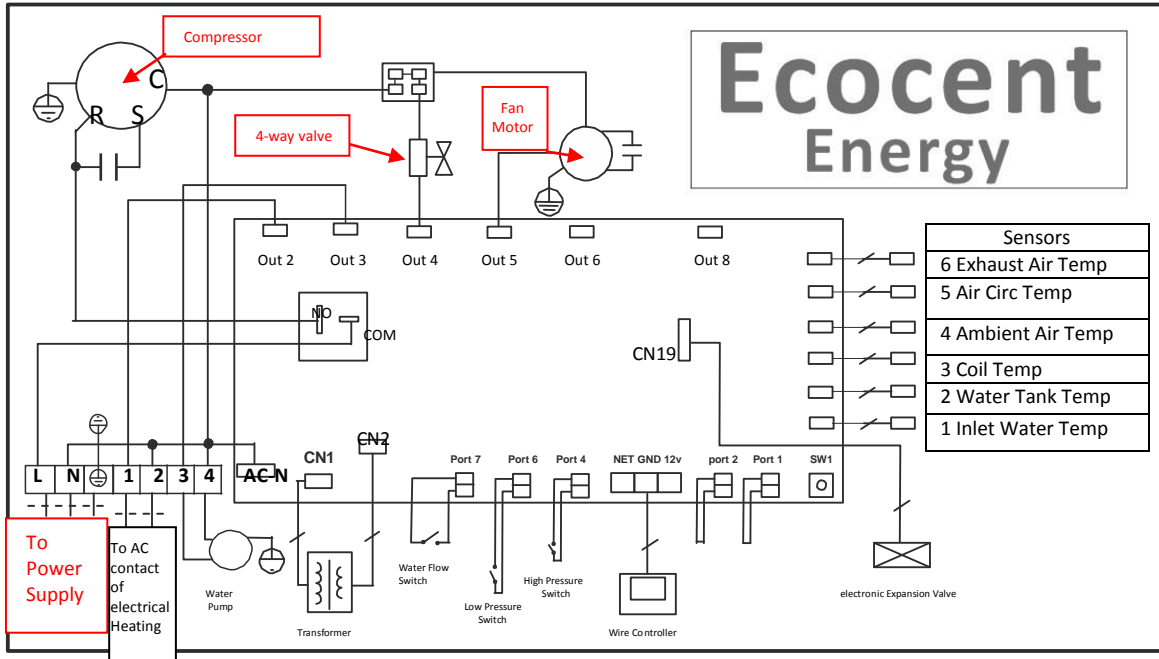 Compressor
Ecocent
Energy
C
R S
4-way valve
Fan
Motor
Out 2
Out 3
Out 4
Out 5
Out 6
Out 8
Sensors
6 Exhaust Air Temp
5 Air Circ Temp
4 Ambient Air Temp
3 Coil Temp
2 Water Tank Temp
1 Inlet Water Temp
NO
COM
CN19
CN2
CN1
L N 1 2 3 4 AC-N
Port 7
Port 6
Port 4
NET GND 12v
port 2
Port 1
SW1
To
Power
Supply
To AC
contact
of
electrical
Heating
Water
Pump
Transformer
Water Flow
Switch
Low Pressure
Switch
High Pressure
Switch
Wire Controller
electronic Expansion Valve